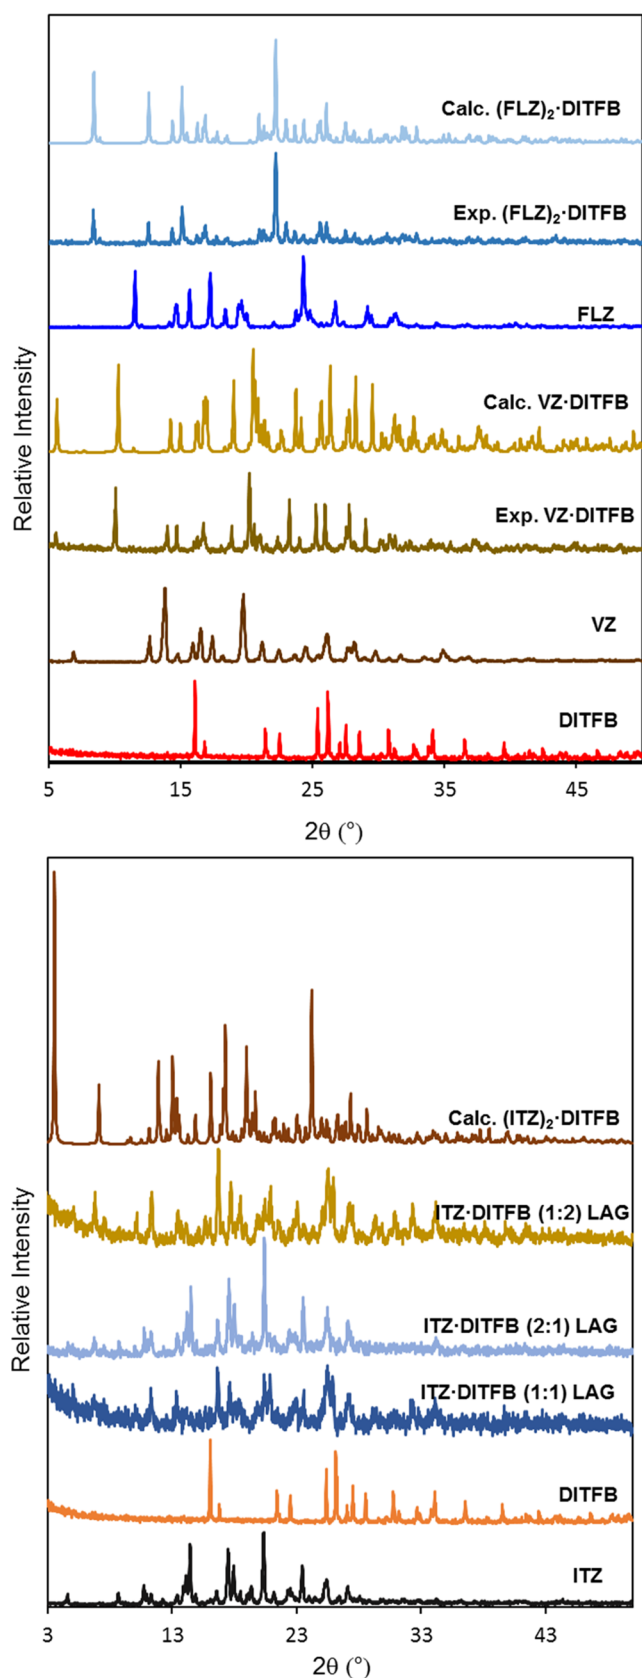 Calc. (FLZ)₂·DITFB
Exp. (FLZ)₂·DITFB
FLZ
Calc. VZ·DITFB
Exp. VZ·DITFB
VZ
DITFB
Relative Intensity
5 15 25 35 45
2θ (°)
Calc. (ITZ)₂·DITFB
ITZ·DITFB (1:2) LAG
ITZ·DITFB (2:1) LAG
ITZ·DITFB (1:1) LAG
DITFB
ITZ
Relative Intensity
3 13 23 33 43
2θ (°)